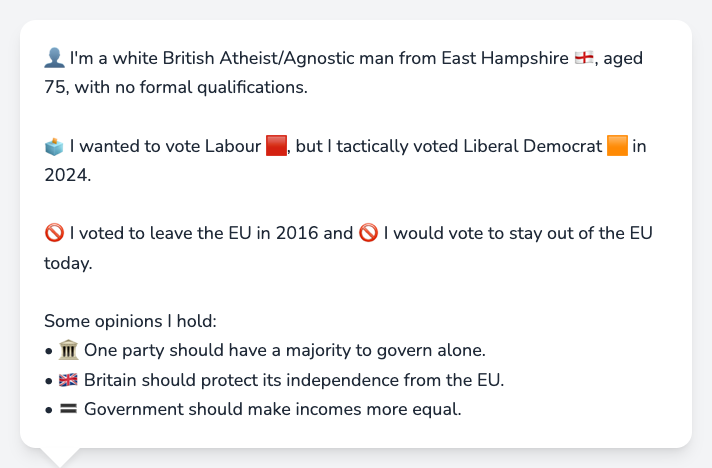 👤 I'm a white British Atheist/Agnostic man from East Hampshire 🏴󠁧󠁢󠁥󠁮󠁧󠁿, aged
75, with no formal qualifications.
🗳️ I wanted to vote Labour 🟥, but I tactically voted Liberal Democrat 🟧 in
2024.
🚫 I voted to leave the EU in 2016 and 🚫 I would vote to stay out of the EU
today.
Some opinions I hold:
• 🏛️ One party should have a majority to govern alone.
• 🇬🇧 Britain should protect its independence from the EU.
• 🟰 Government should make incomes more equal.